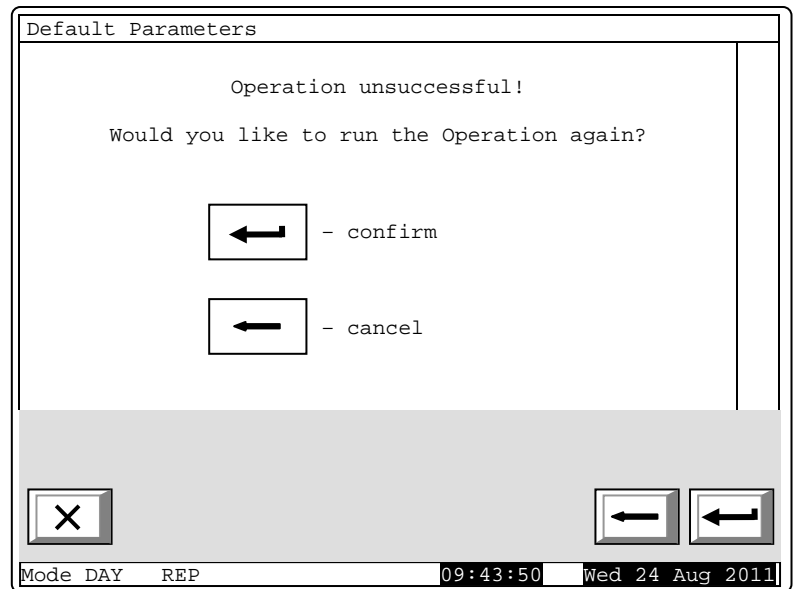 Default Parameters
Operation unsuccessful!
Would you like to run the Operation again?
– confirm
– cancel
Mode DAY REP 09:43:50 Wed 24 Aug 2011